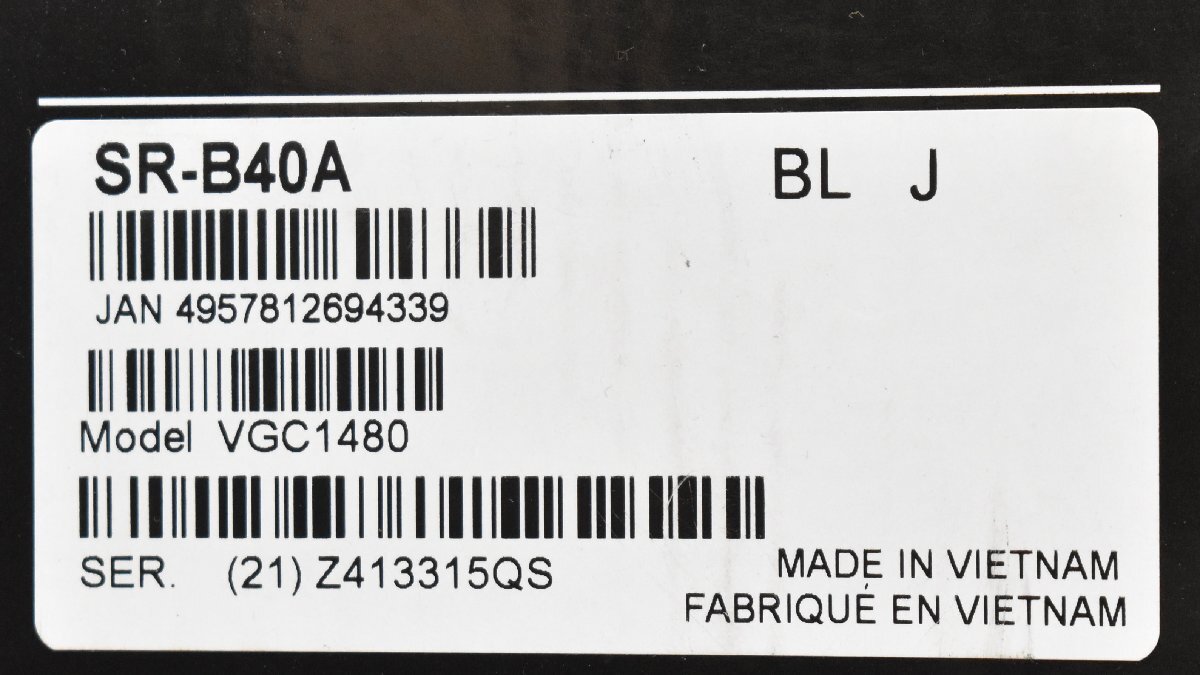 SR-B40A BL J
JAN 4957812694339
Model VGC1480
SER. (21) Z413315QS
MADE IN VIETNAM
FABRIQUÉ EN VIETNAM